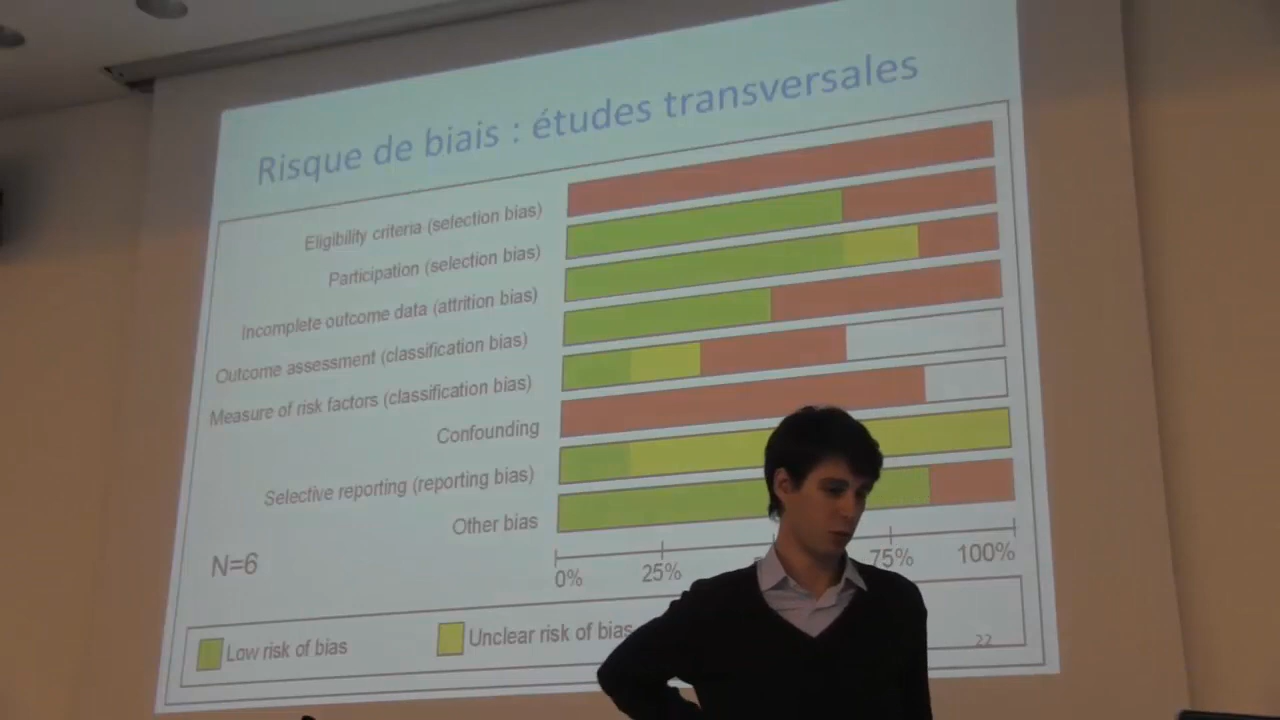 Risque de biais : études transversales
Eligibility criteria (selection bias)
Participation (selection bias)
Incomplete outcome data (attrition bias)
Outcome assessment (classification bias)
Measure of risk factors (classification bias)
Confounding
Selective reporting (reporting bias)
Other bias
N=6
0% 25% 75% 100%
Low risk of bias Unclear risk of bias
22